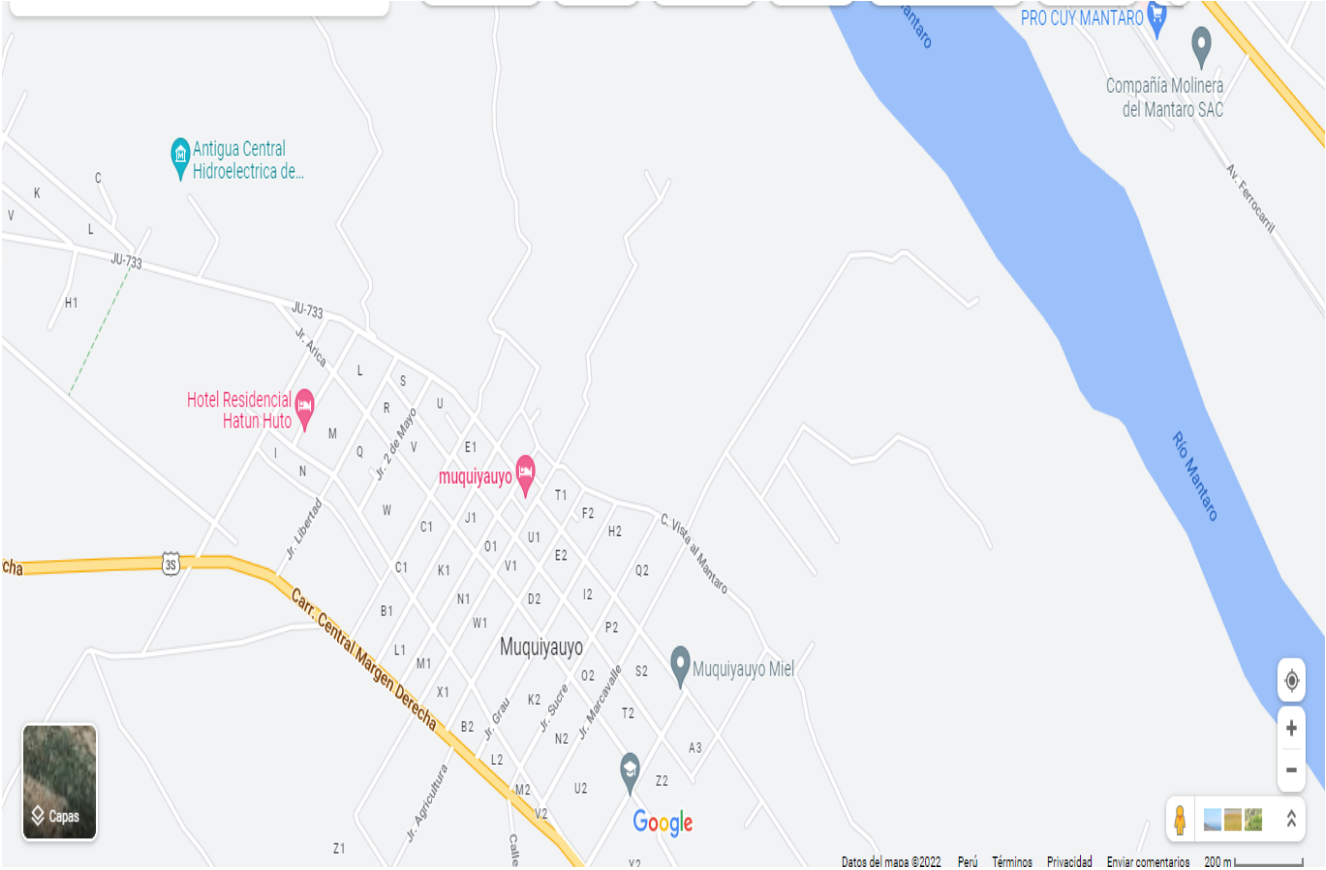 Mantaro
PRO CUY MANTARO
Compañía Molinera
del Mantaro SAC
Av. Ferrocarril
Antigua Central
Hidroelectrica de...
C
K
V
L
JU-733
H1
JU-733
Jr. Arica
L
S
Hotel Residencial
Hatun Huto
R
U
M
Jr. 2 de Mayo
Q
V
E1
I
N
muquiyauyo
Río Mantaro
T1
W
C1
J1
F2
H2
C. Vista al Mantaro
Jr. Libertad
O1
U1
E2
cha
3S
C1
K1
V1
Q2
Carr. Central Margen Derecha
B1
N1
D2
I2
W1
P2
L1
M1
Muquiyauyo
O2
S2
Muquiyauyo Miel
X1
K2
Jr. Sucre
Jr. Marcavalle
Jr. Grau
B2
T2
N2
A3
L2
Z2
M2
U2
Jr. Agricultura
V2
Capas
Google
Z1
Calle
Y2
Datos del mapa ©2022
Perú
Términos
Privacidad
Enviar comentarios
200 m